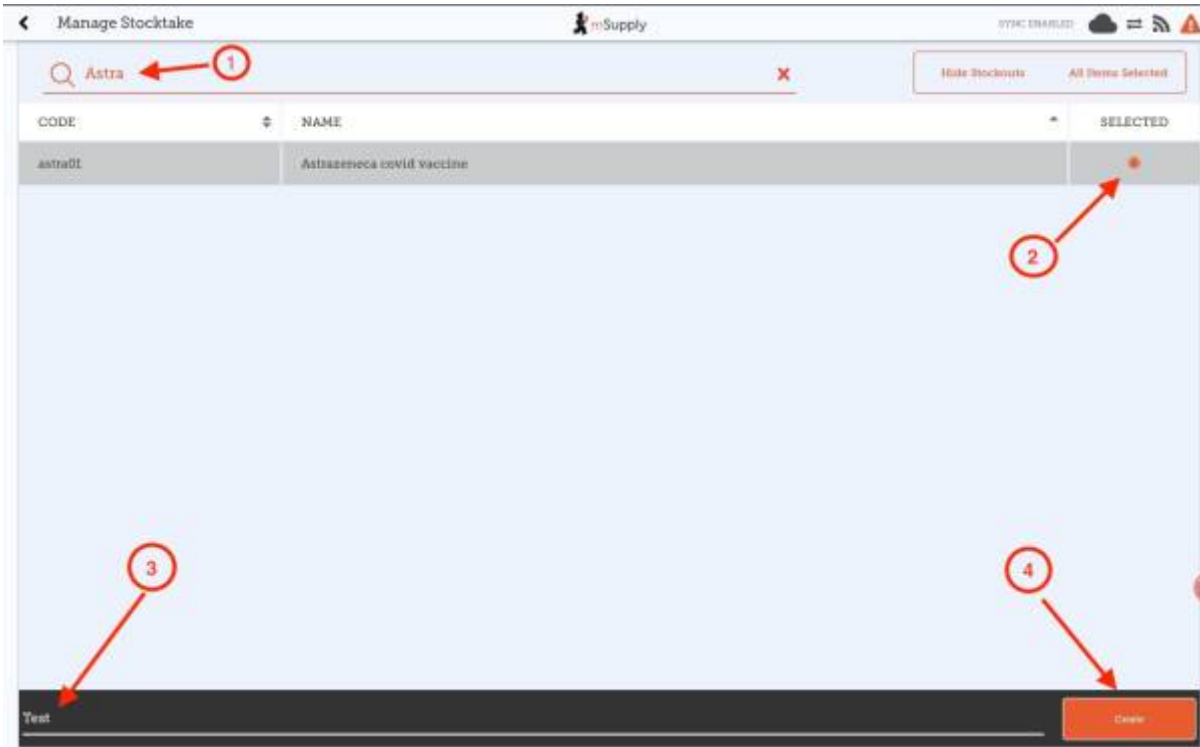 Manage Stocktake
mSupply
SYNC ENABLED
Astra
1
Hide Stockouts
All Items Selected
CODE
NAME
SELECTED
astra01
Astrazeneca covid vaccine
2
3
4
Test
Create